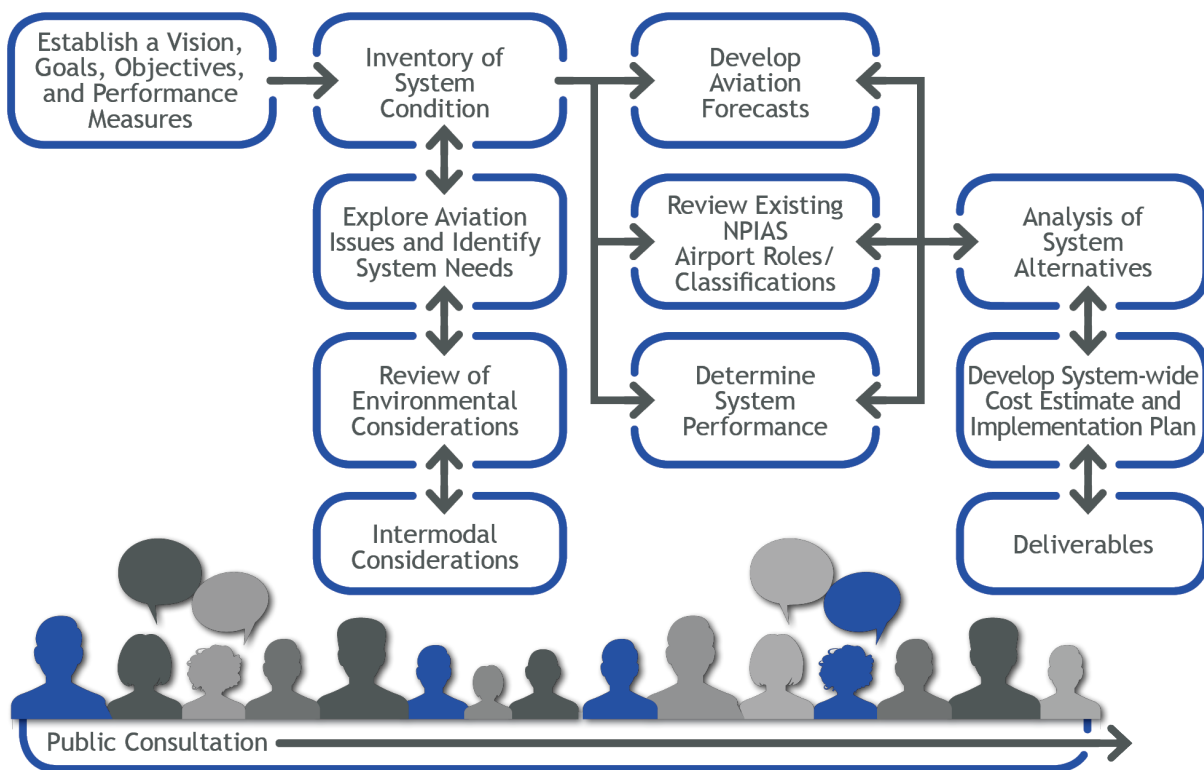 Establish a Vision,
Goals, Objectives,
and Performance
Measures
Inventory of
System
Condition
Develop
Aviation
Forecasts
Explore Aviation
Issues and Identify
System Needs
Review Existing
NPIAS
Airport Roles/
Classifications
Analysis of
System
Alternatives
Review of
Environmental
Considerations
Determine
System
Performance
Develop System-wide
Cost Estimate and
Implementation Plan
Intermodal
Considerations
Deliverables
Public Consultation